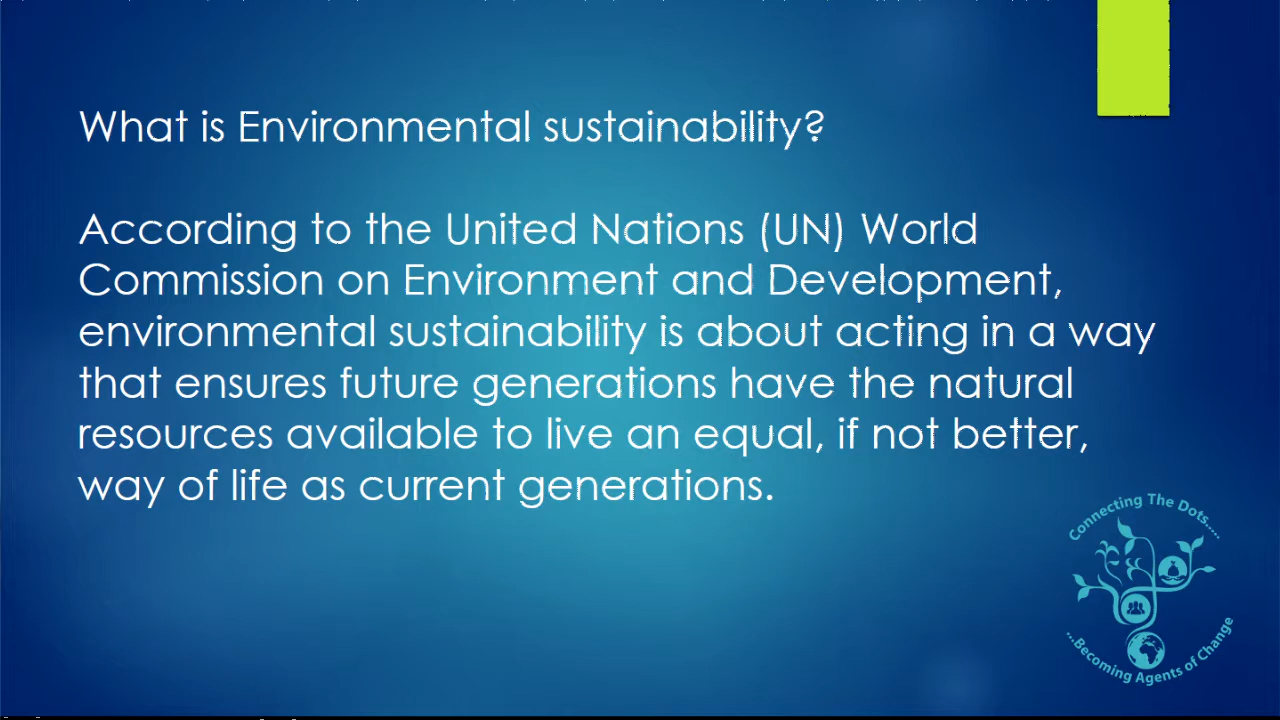 What is Environmental sustainability?
According to the United Nations (UN) World
Commission on Environment and Development,
environmental sustainability is about acting in a way
that ensures future generations have the natural
resources available to live an equal, if not better,
way of life as current generations.
Connecting The Dots.....
...Becoming Agents of Change